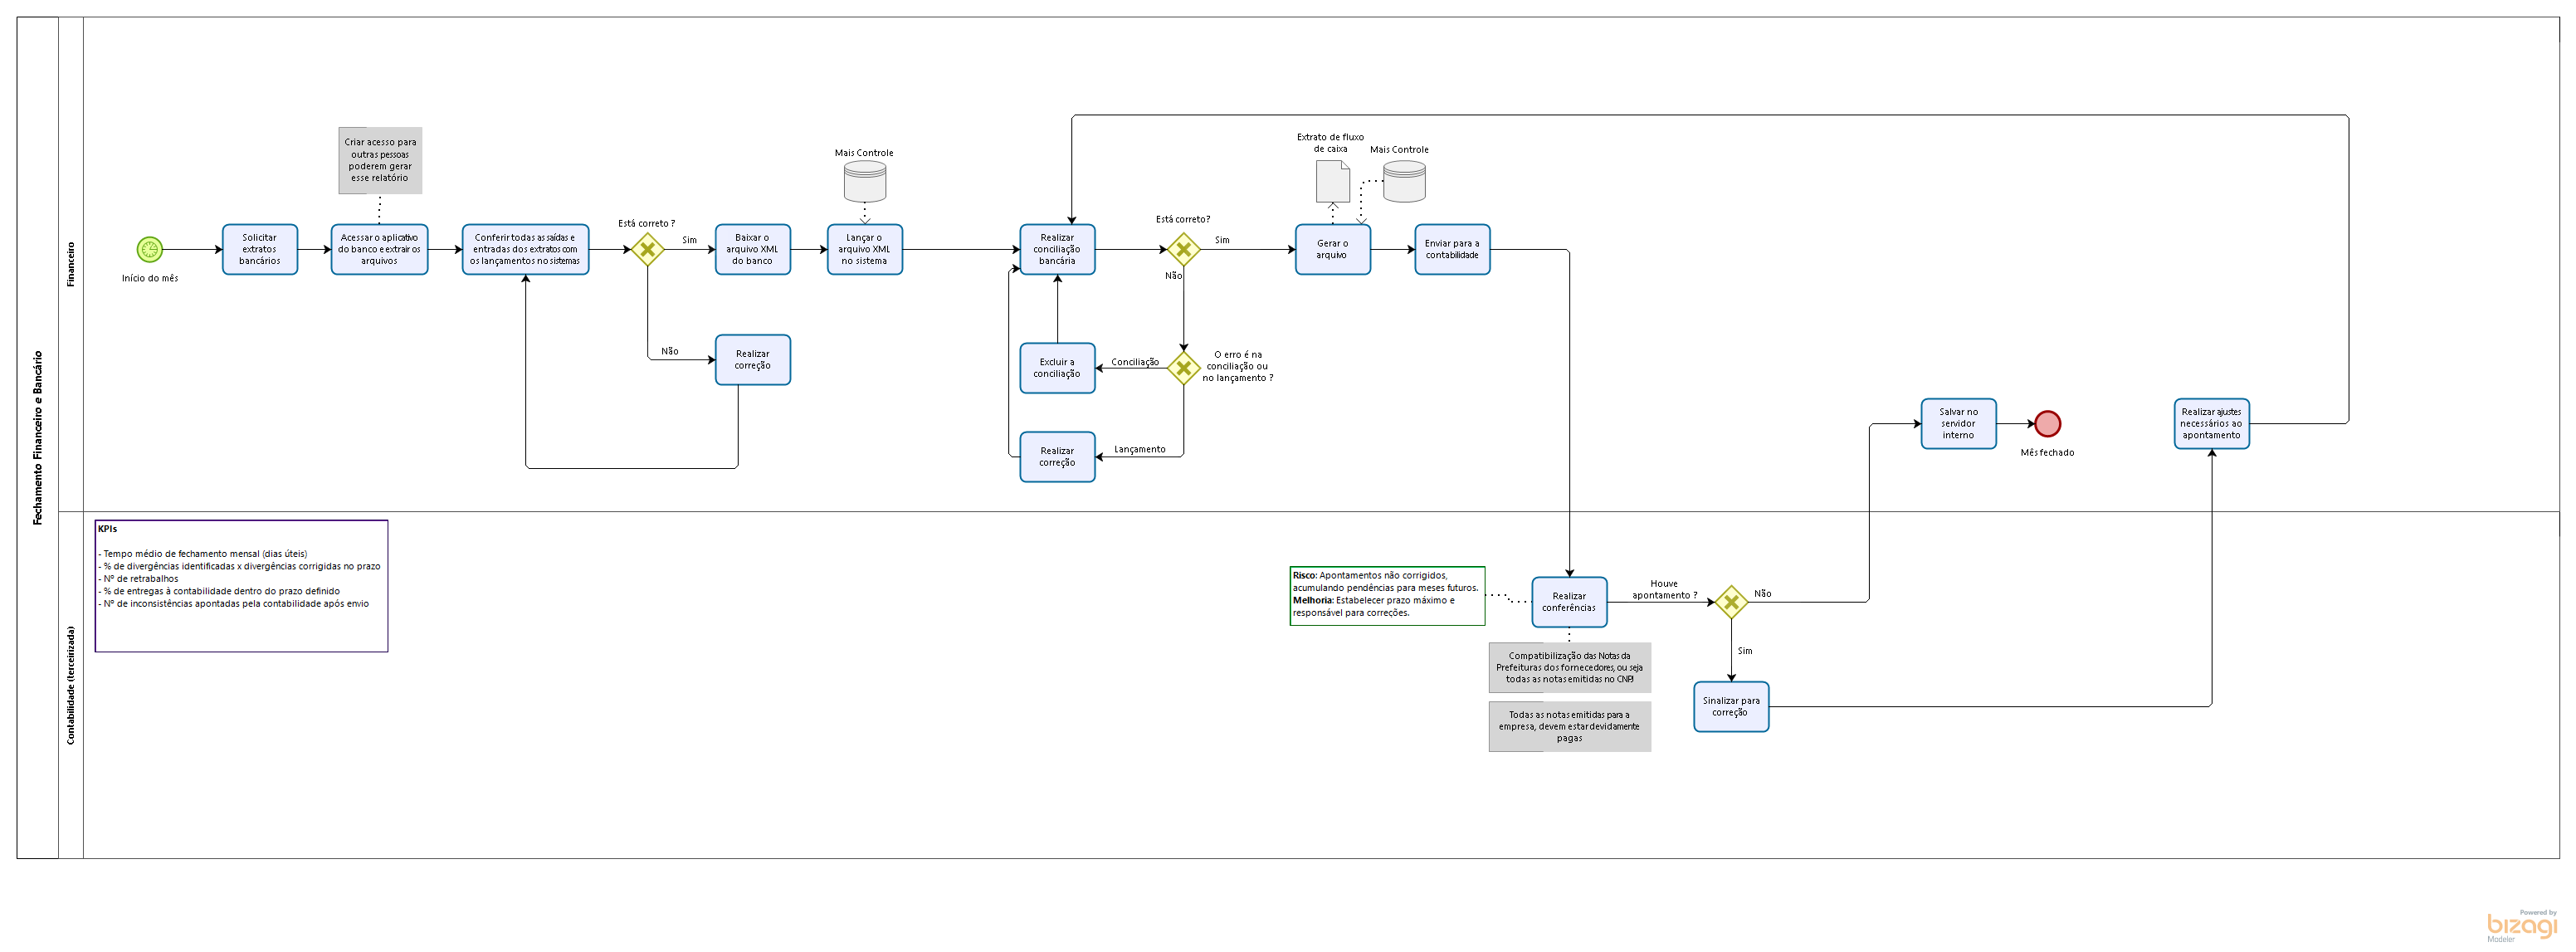 Fechamento Financeiro e Bancário
Financeiro
Início do mês
Solicitar
extratos
bancários
Criar acesso para
outras pessoas
poderem gerar
esse relatório
Acessar o aplicativo
do banco e extrair os
arquivos
Conferir todas as saídas e
entradas dos extratos com
os lançamentos no sistemas
Está correto ?
Sim
Não
Realizar
correção
Baixar o
arquivo XML
do banco
Mais Controle
Lançar o
arquivo XML
no sistema
Realizar
conciliação
bancária
Está correto?
Sim
Não
O erro é na
conciliação ou
no lançamento ?
Conciliação
Excluir a
conciliação
Lançamento
Realizar
correção
Extrato de fluxo
de caixa
Mais Controle
Gerar o
arquivo
Enviar para a
contabilidade
Salvar no
servidor
interno
Mês fechado
Realizar ajustes
necessários ao
apontamento
Contabilidade (terceirizada)
KPIs
- Tempo médio de fechamento mensal (dias úteis)
- % de divergências identificadas x divergências corrigidas no prazo
- Nº de retrabalhos
- % de entregas à contabilidade dentro do prazo definido
- Nº de inconsistências apontadas pela contabilidade após envio
Risco: Apontamentos não corrigidos,
acumulando pendências para meses futuros.
Melhoria: Estabelecer prazo máximo e
responsável para correções.
Realizar
conferências
Compatibilização das Notas da
Prefeituras dos fornecedores, ou seja
todas as notas emitidas no CNPJ
Todas as notas emitidas para a
empresa, devem estar devidamente
pagas
Houve
apontamento ?
Não
Sim
Sinalizar para
correção
Powered by
bizagi
Modeler